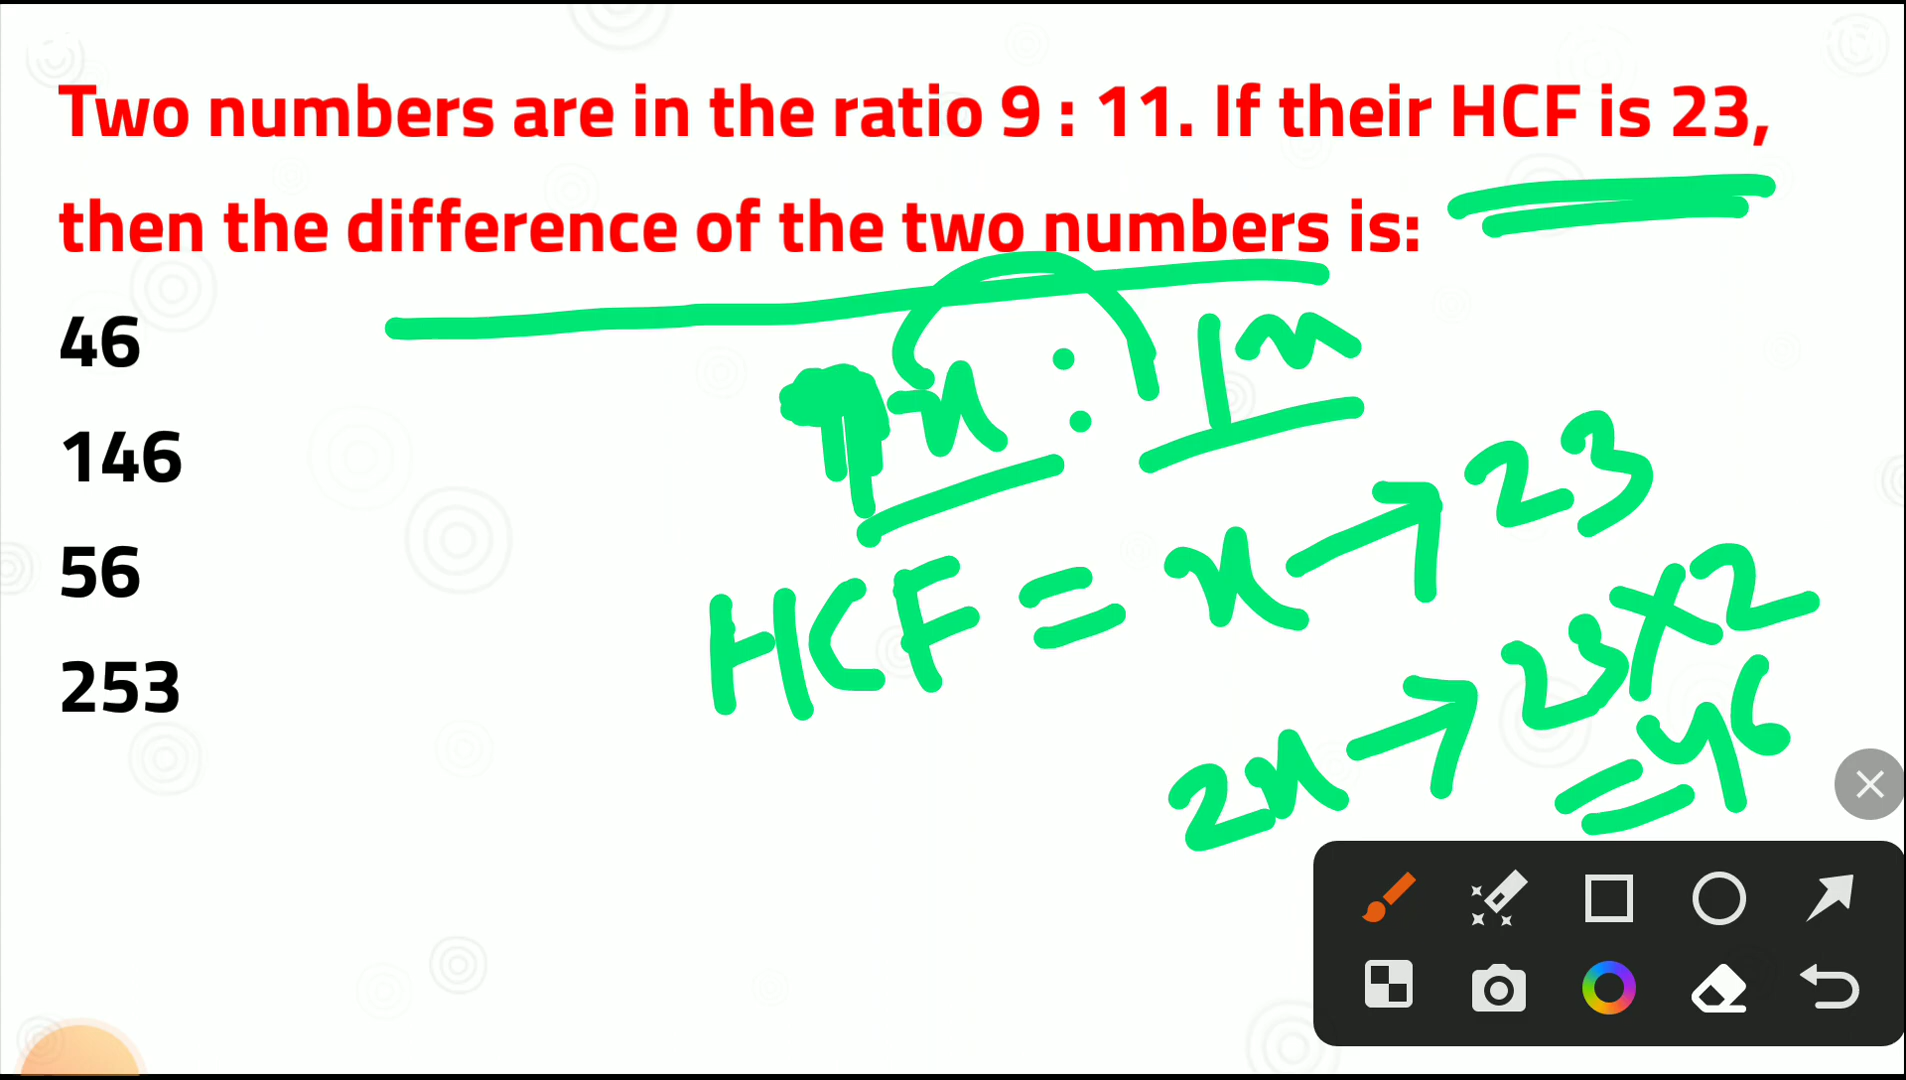 Two numbers are in the ratio 9 : 11. If their HCF is 23,
then the difference of the two numbers is:
46
146
56
253
9x : 11x
HCF = x → 23
2x → 23×2
=46